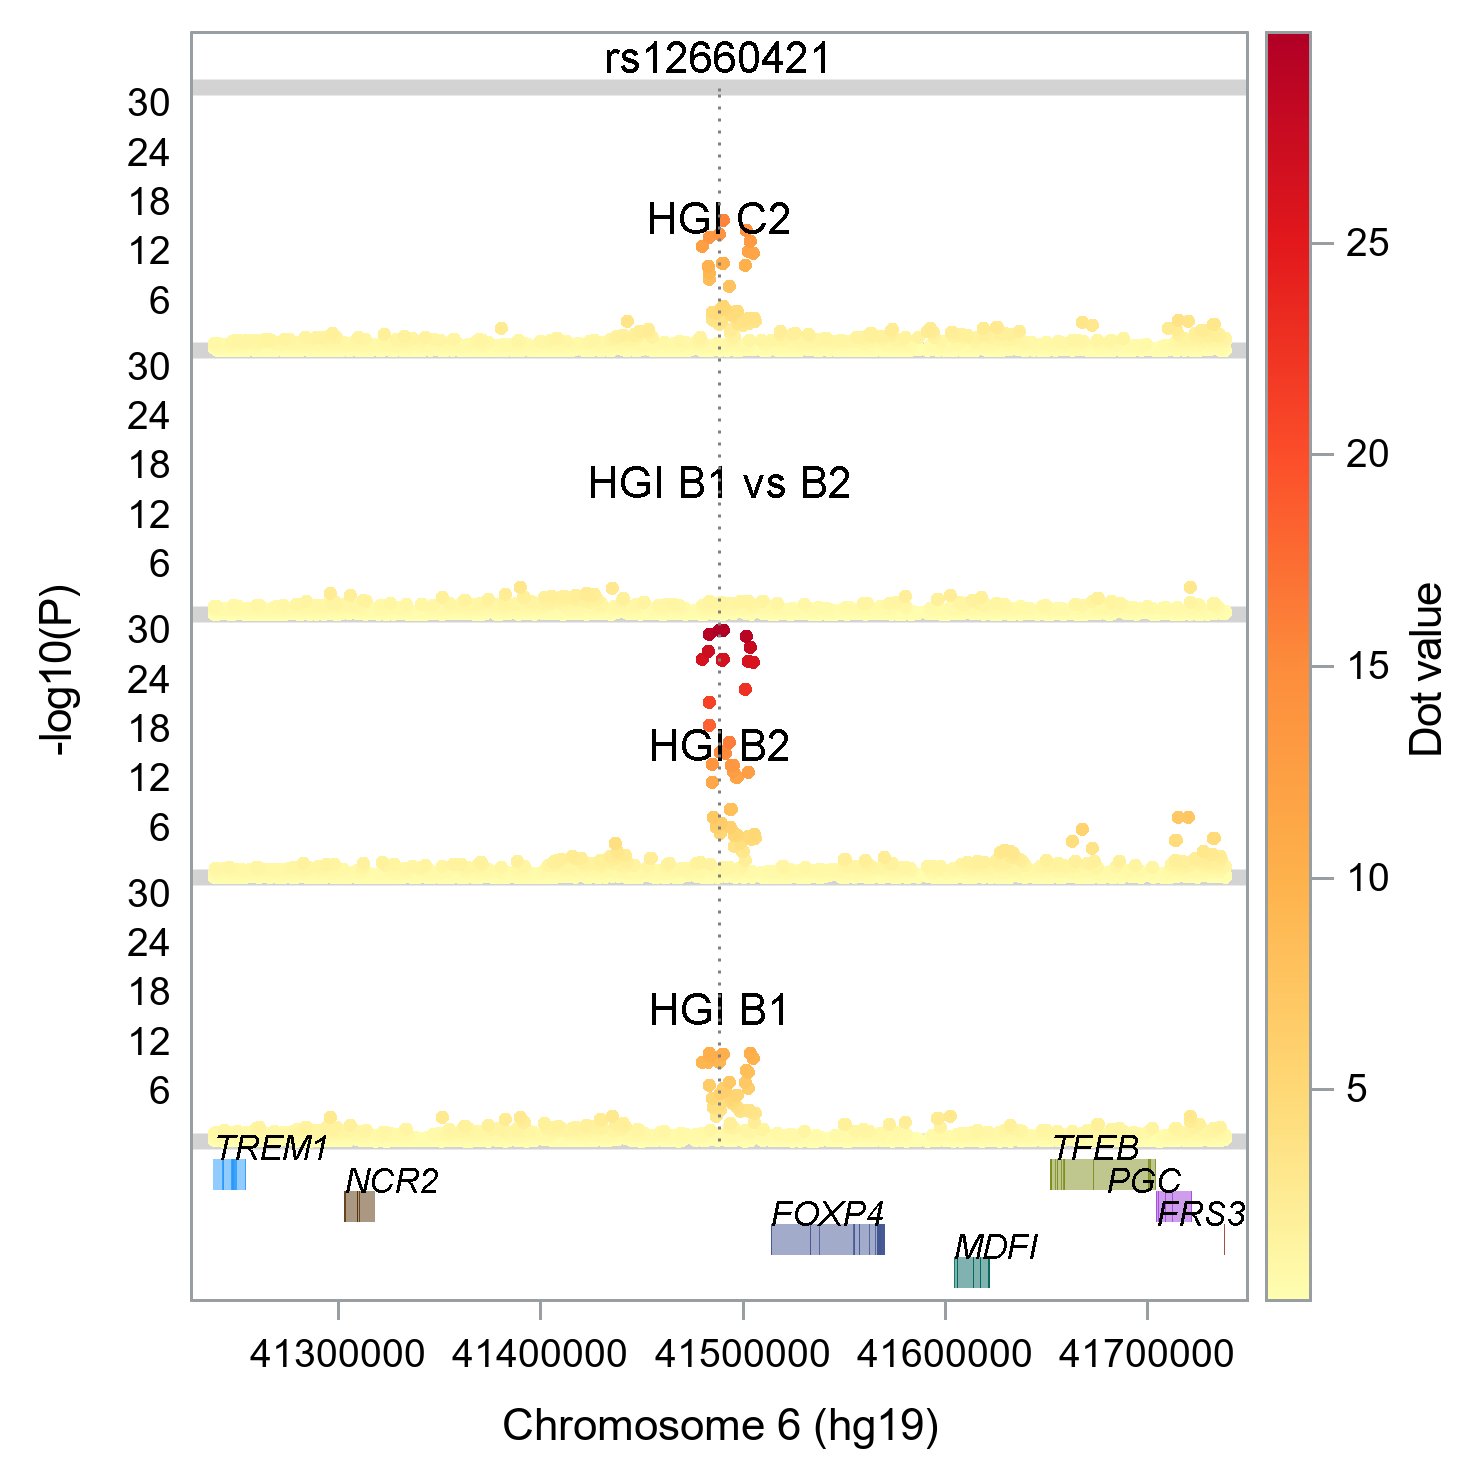 rs12660421
30
24
18
12
6
HGI C2
30
24
18
12
6
HGI B1 vs B2
30
24
18
12
6
HGI B2
30
24
18
12
6
HGI B1
-log10(P)
TREM1
NCR2
FOXP4
MDFI
TFEB
PGC
FRS3
41300000 41400000 41500000 41600000 41700000
Chromosome 6 (hg19)
25
20
15
10
5
Dot value